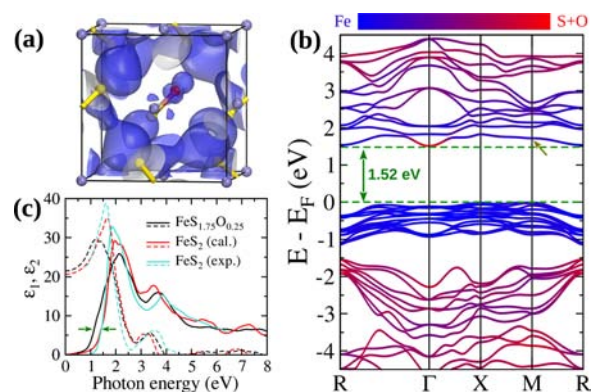 (a)
Fe
S+O
(b)
4
3
2
1
0
-1
-2
-3
-4
E - E_F (eV)
1.52 eV
R
Γ
X
M
R
(c)
40
30
20
10
0
ε₁, ε₂
FeS₁.₇₅O₀.₂₅
FeS₂ (cal.)
FeS₂ (exp.)
0 1 2 3 4 5 6 7 8
Photon energy (eV)